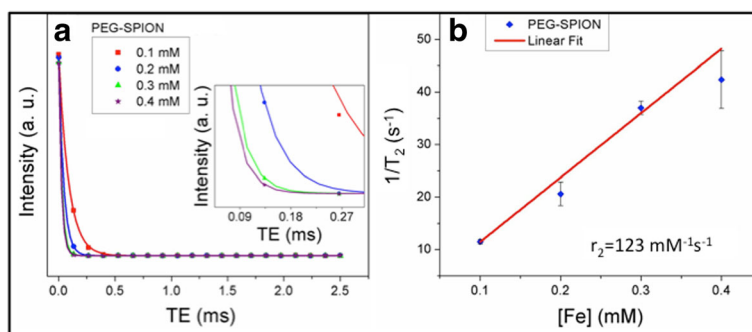 a
PEG-SPION
0.1 mM
0.2 mM
0.3 mM
0.4 mM
Intensity (a. u.)
Intensity (a. u.)
0.09 0.18 0.27
TE (ms)
0.0 0.5 1.0 1.5 2.0 2.5
TE (ms)
b
PEG-SPION
Linear Fit
1/T₂ (s⁻¹)
50
40
30
20
10
r₂=123 mM⁻¹s⁻¹
0.1 0.2 0.3 0.4
[Fe] (mM)